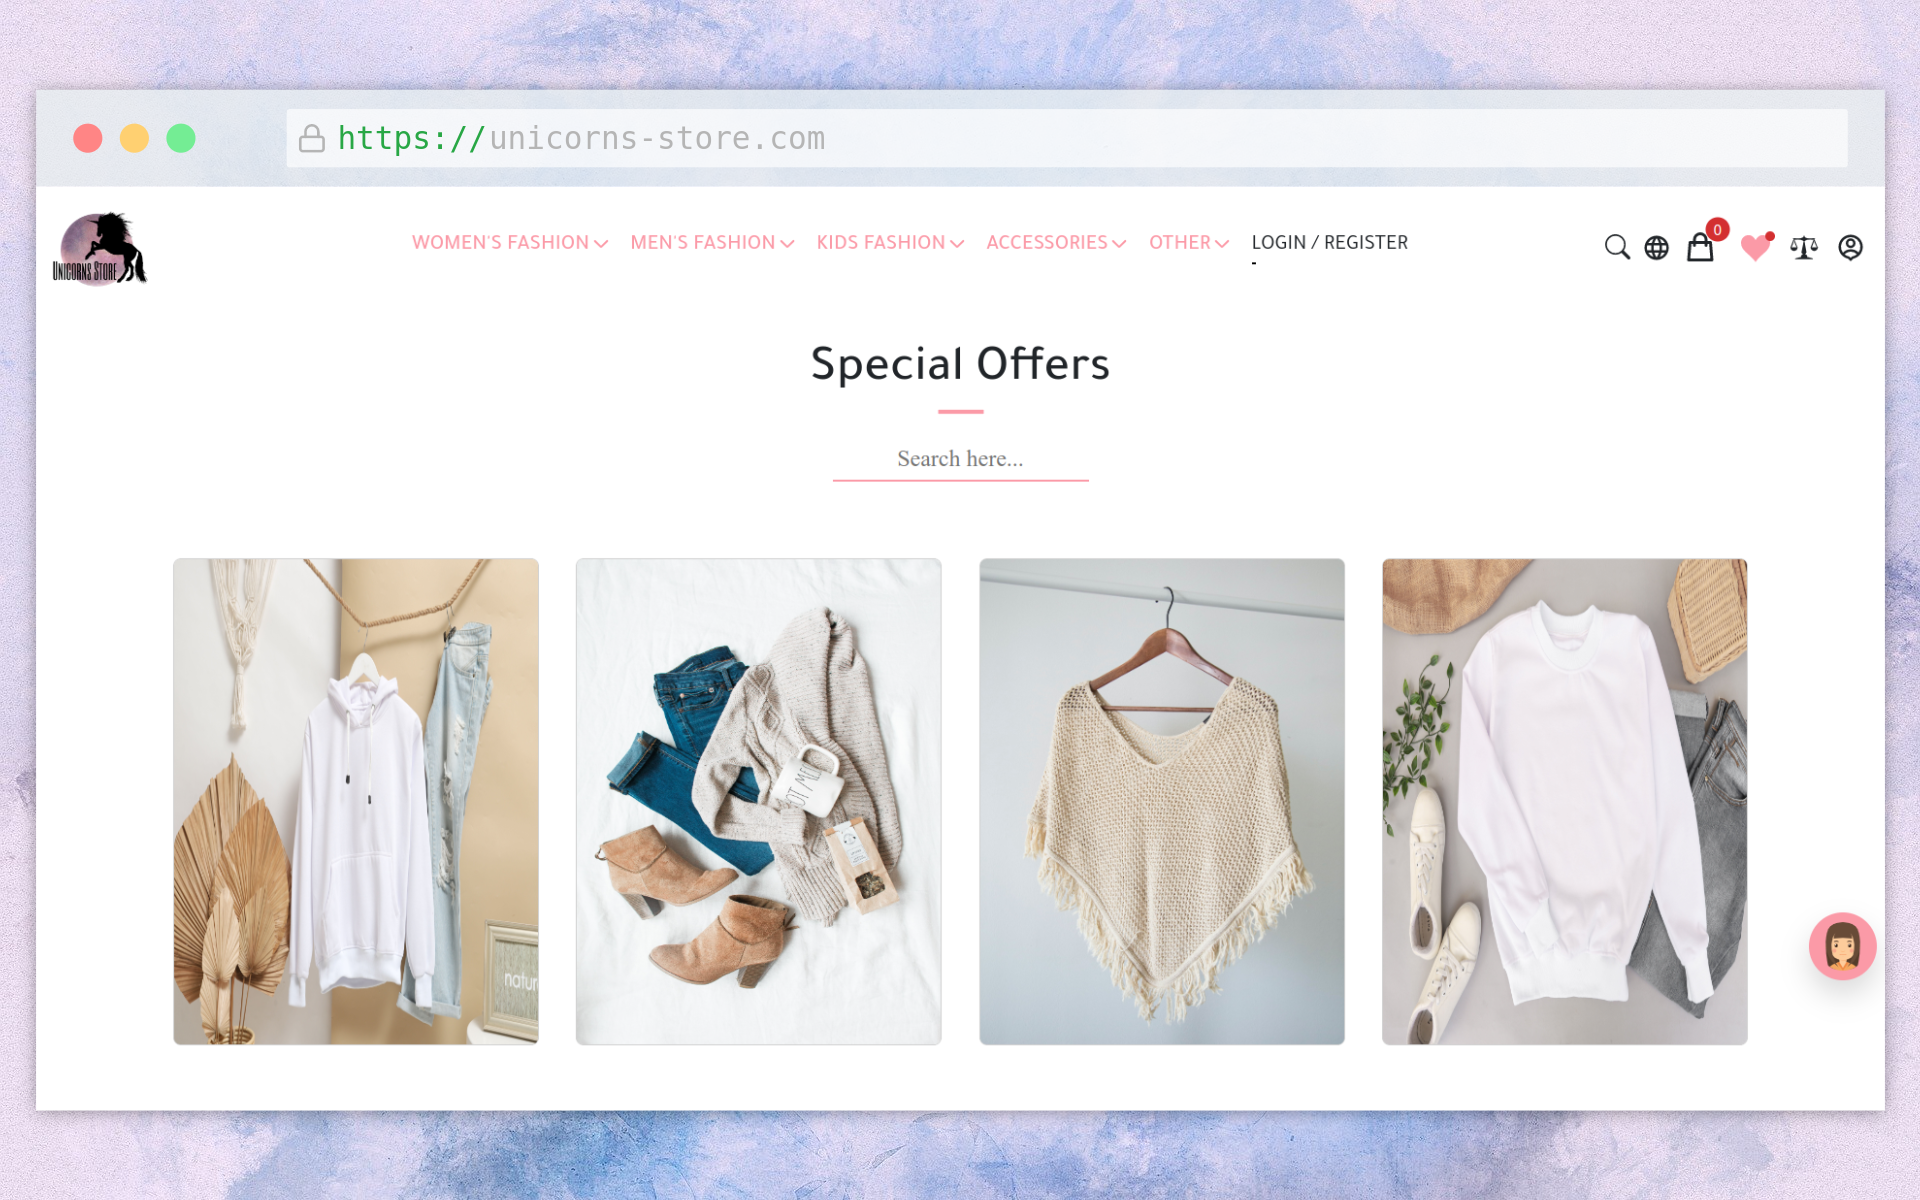 https://unicorns-store.com
UNICORNS STORE
WOMEN'S FASHION
MEN'S FASHION
KIDS FASHION
ACCESSORIES
OTHER
LOGIN / REGISTER
0
Special Offers
Search here...